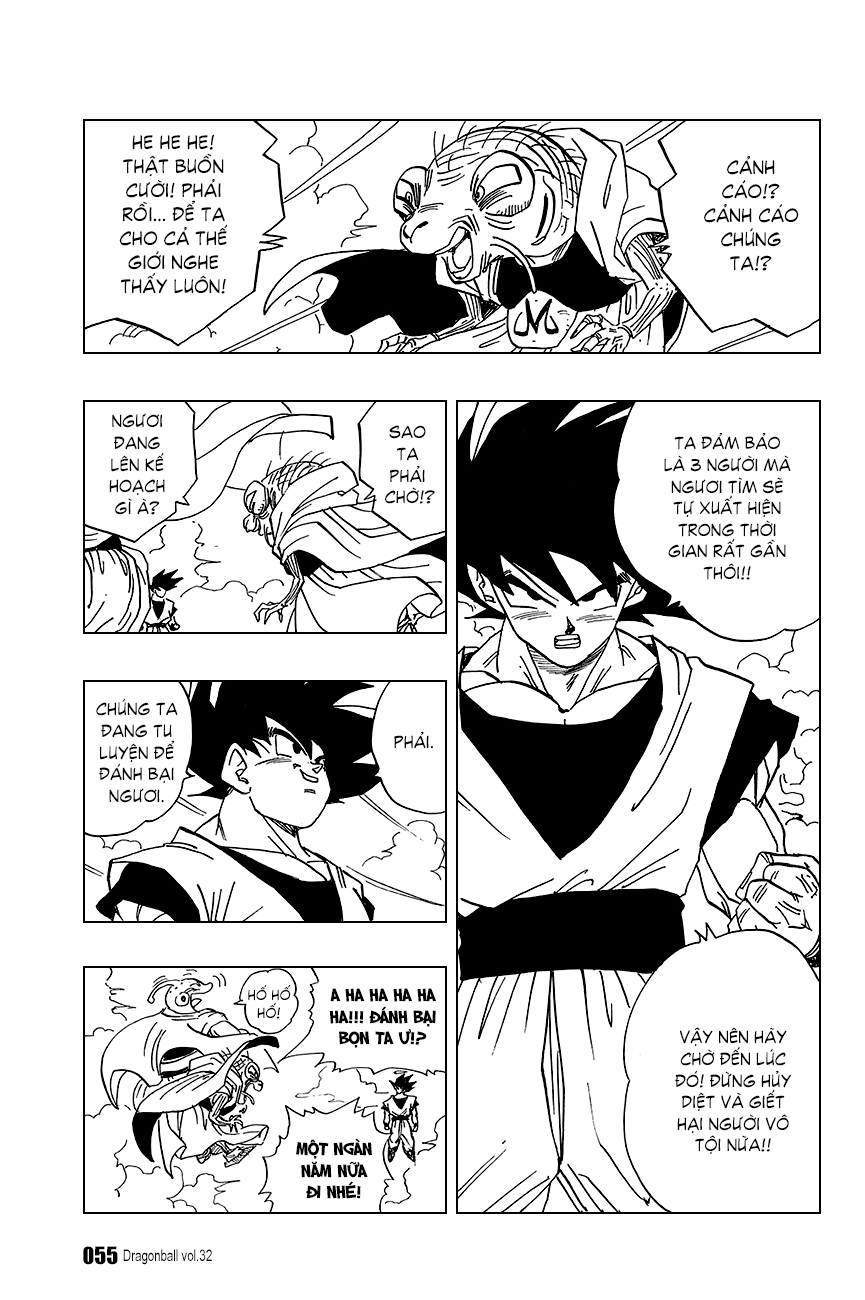 CẢNH
CÁO!?
CẢNH CÁO
CHÚNG
TA!?
HE HE HE!
THẬT BUỒN
CƯỜI! PHẢI
RỒI... ĐỂ TA
CHO CẢ THẾ
GIỚI NGHE
THẤY LUÔN!
TA ĐẢM BẢO
LÀ 3 NGƯỜI MÀ
NGƯƠI TÌM SẼ
TỰ XUẤT HIỆN
TRONG THỜI
GIAN RẤT GẦN
THÔI!!
VẬY NÊN HÃY
CHỜ ĐẾN LÚC
ĐÓ! ĐỪNG HỦY
DIỆT VÀ GIẾT
HẠI NGƯỜI VÔ
TỘI NỮA!!
SAO
TA
PHẢI
CHỜ!?
NGƯƠI
ĐANG
LÊN KẾ
HOẠCH
GÌ À?
PHẢI.
CHÚNG TA
ĐANG TU
LUYỆN ĐỂ
ĐÁNH BẠI
NGƯƠI.
A HA HA HA HA
HA!!! ĐÁNH BẠI
BỌN TA Ư!?
HỐ HỐ
HỐ!
MỘT NGÀN
NĂM NỮA
ĐI NHÉ!
055 Dragonball vol.32